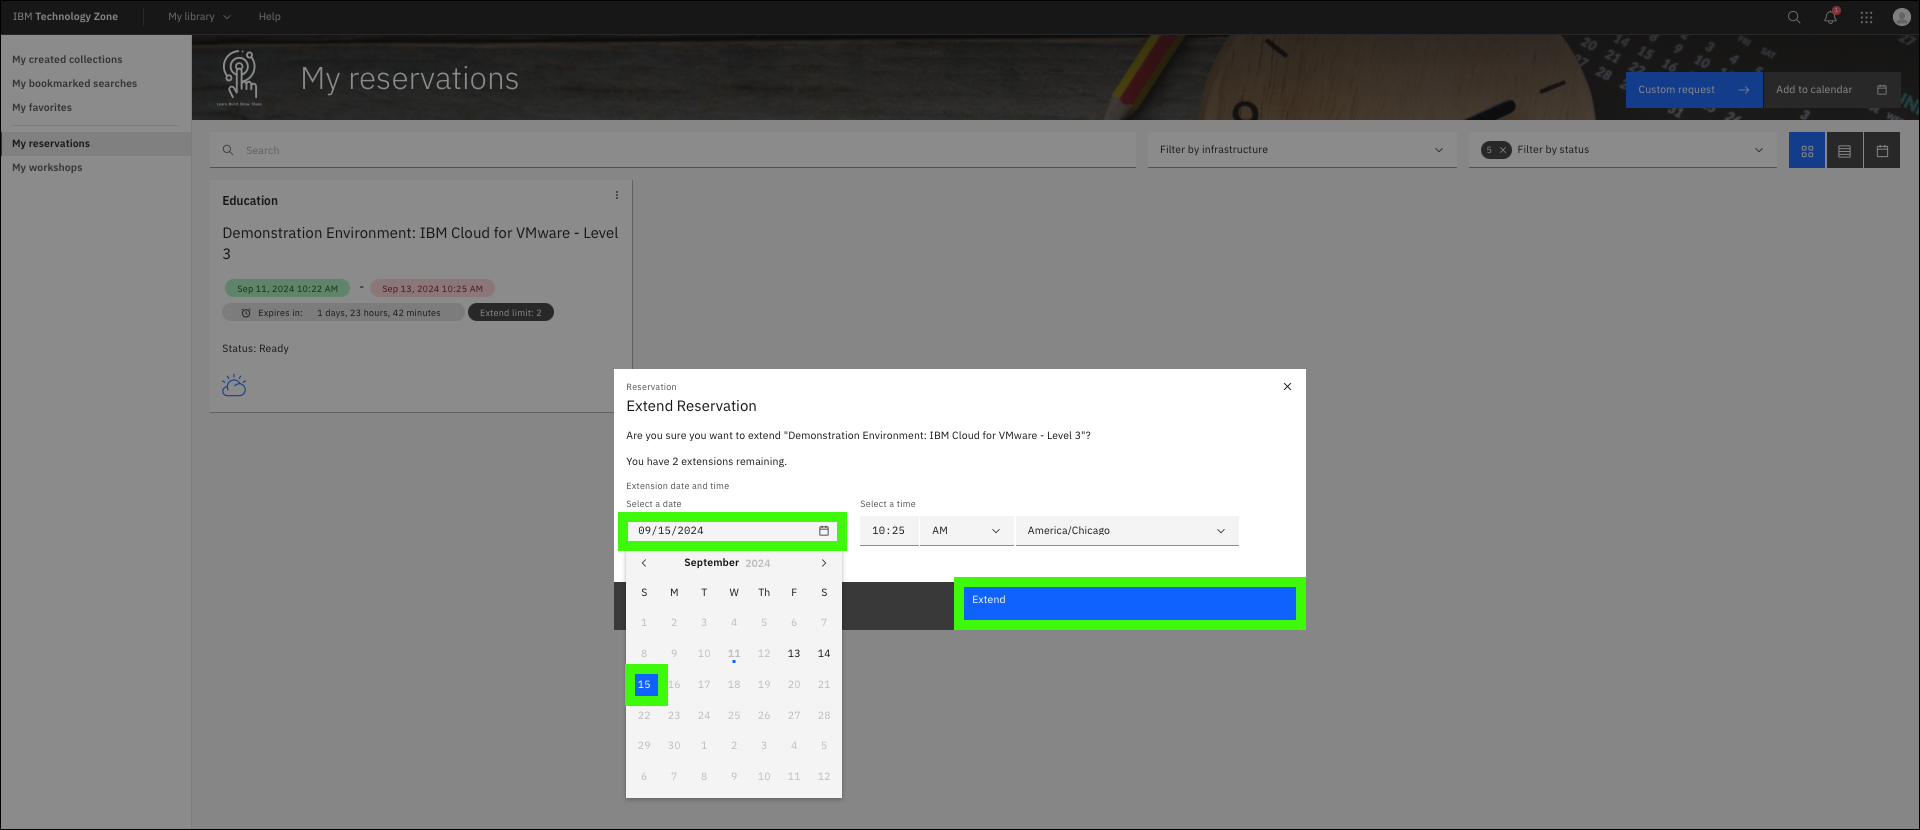 IBM Technology Zone
My library
Help
1
My created collections
My bookmarked searches
My favorites
My reservations
My workshops
My reservations
Custom request
Add to calendar
Search
Filter by infrastructure
5 × Filter by status
Education
Demonstration Environment: IBM Cloud for VMware - Level
3
Sep 11, 2024 10:22 AM - Sep 13, 2024 10:25 AM
Expires in: 1 days, 23 hours, 42 minutes
Extend limit: 2
Status: Ready
Reservation
Extend Reservation
Are you sure you want to extend "Demonstration Environment: IBM Cloud for VMware - Level 3"?
You have 2 extensions remaining.
Extension date and time
Select a date
Select a time
09/15/2024
10:25
AM
America/Chicago
September 2024
S M T W Th F S
1 2 3 4 5 6 7
8 9 10 11 12 13 14
15 16 17 18 19 20 21
22 23 24 25 26 27 28
29 30 1 2 3 4 5
6 7 8 9 10 11 12
Extend